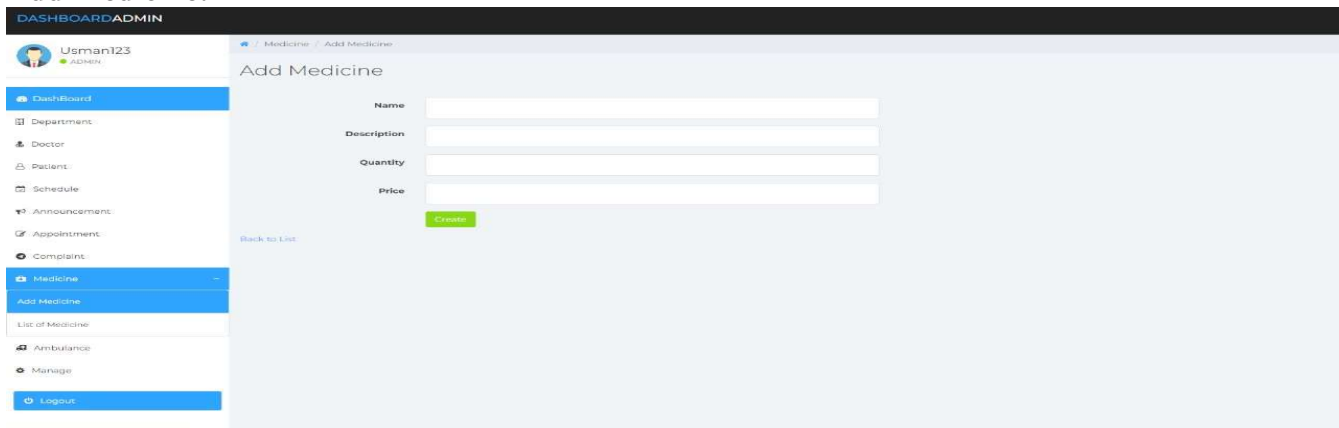 DASHBOARDADMIN
Usman123
ADMIN
/ Medicine / Add Medicine
Add Medicine
DashBoard
Department
Doctor
Patient
Schedule
Announcement
Appointment
Complaint
Medicine
Add Medicine
List of Medicine
Ambulance
Manage
Logout
Name
Description
Quantity
Price
Create
Back to List